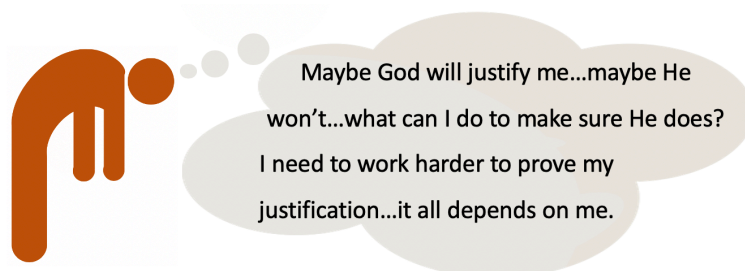 Maybe God will justify me...maybe He
won't...what can I do to make sure He does?
I need to work harder to prove my
justification...it all depends on me.